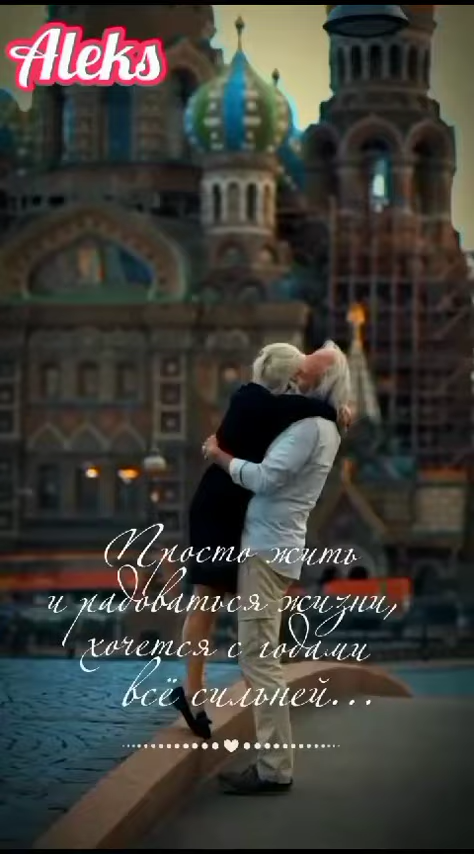 Aleks
Просто жить
и радоваться жизни,
хочется с годами
всё сильней...